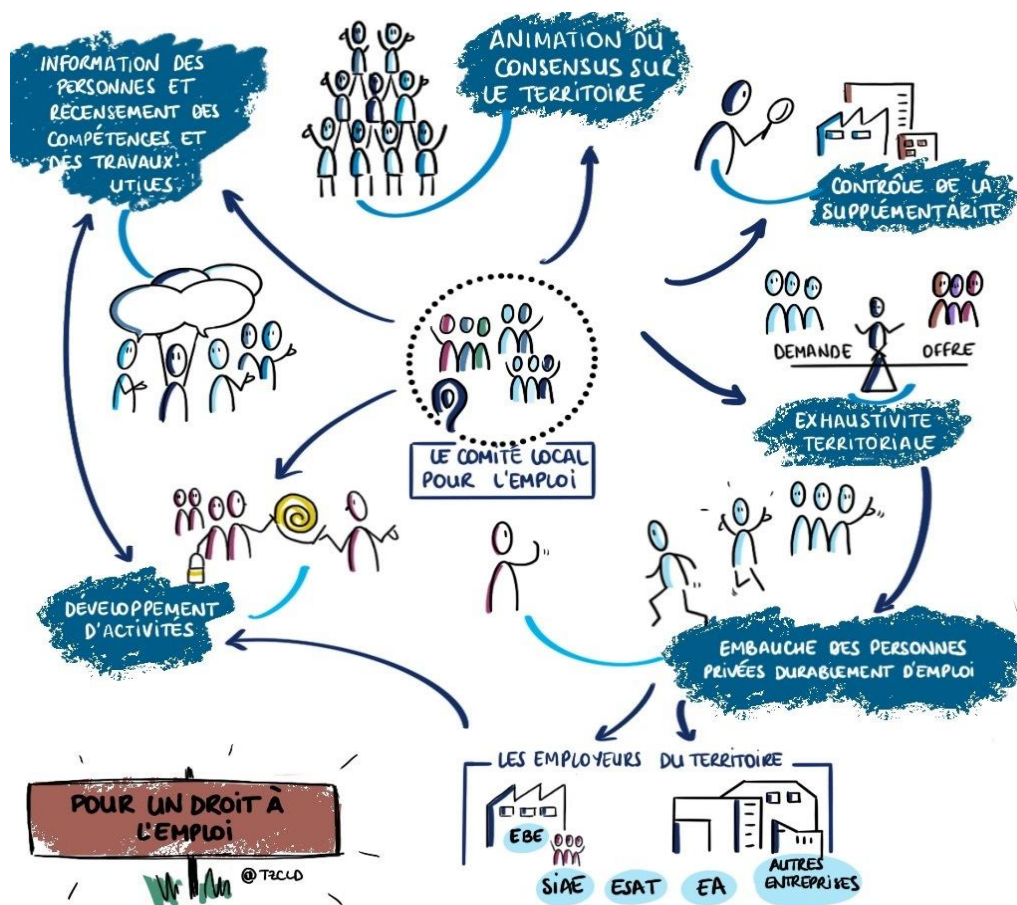 INFORMATION DES
PERSONNES ET
RECENSEMENT DES
COMPÉTENCES ET
DES TRAVAUX
UTILES
ANIMATION DU
CONSENSUS SUR
LE TERRITOIRE
CONTRÔLE DE LA
SUPPLÉMENTARITÉ
DEMANDE
OFFRE
EXHAUSTIVITE
TERRITORIALE
LE COMITÉ LOCAL
POUR L'EMPLOI
DÉVELOPPEMENT
D'ACTIVITÉS
EMBAUCHE DES PERSONNES
PRIVÉES DURABLEMENT D'EMPLOI
LES EMPLOYEURS DU TERRITOIRE
EBE
SIAE
ESAT
EA
AUTRES
ENTREPRISES
POUR UN DROIT À
L'EMPLOI
@TZCLD